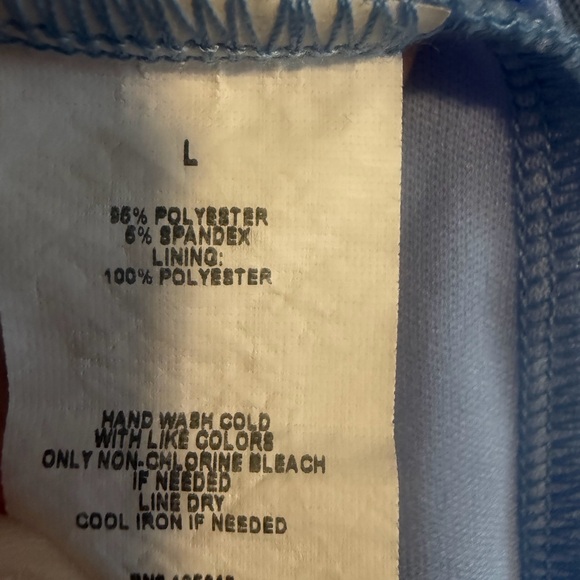 L
95% POLYESTER
5% SPANDEX
LINING:
100% POLYESTER
HAND WASH COLD
WITH LIKE COLORS
ONLY NON-CHLORINE BLEACH
IF NEEDED
LINE DRY
COOL IRON IF NEEDED